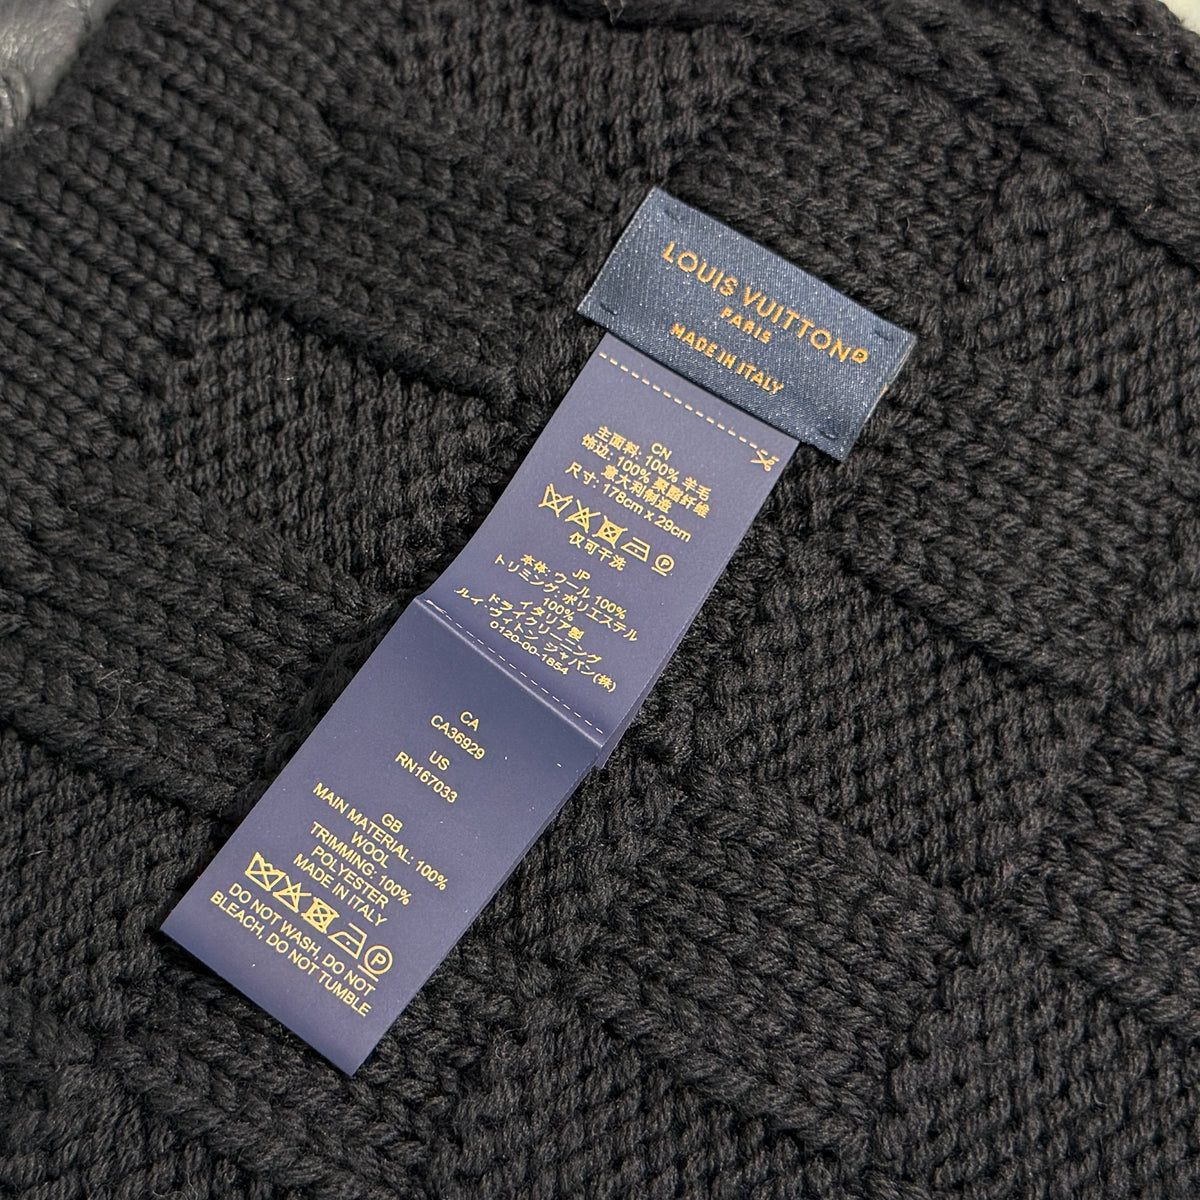 LOUIS VUITTON®
PARIS
MADE IN ITALY
CN
主面料: 100% 羊毛
饰边: 100% 聚酯纤维
意大利制造
尺寸: 178cm x 29cm
P
仅可干洗
JP
本体: ウール 100%
トリミング: ポリエステル
100%
イタリア製
ドライクリーニング
ルイ・ヴィトン ジャパン(株)
0120-00-1854
CA
CA36929
US
RN167033
GB
MAIN MATERIAL: 100%
WOOL
TRIMMING: 100%
POLYESTER
MADE IN ITALY
P
DO NOT WASH, DO NOT
BLEACH, DO NOT TUMBLE